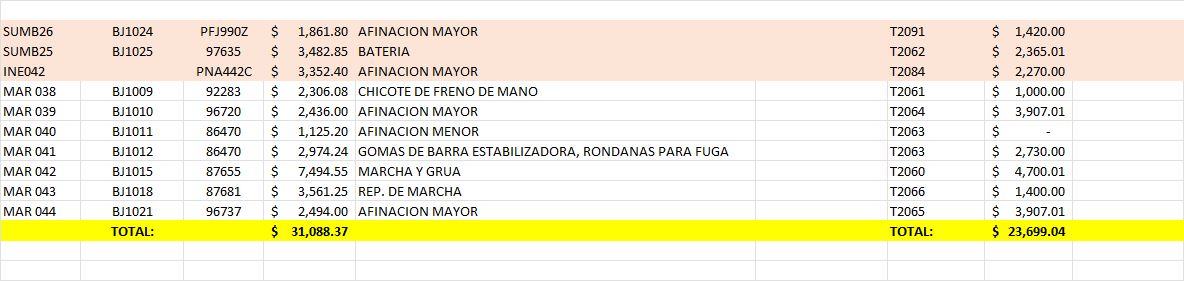 SUMB26 BJ1024 PFJ990Z $ 1,861.80 AFINACION MAYOR T2091 $ 1,420.00
SUMB25 BJ1025 97635 $ 3,482.85 BATERIA T2062 $ 2,365.01
INE042 PNA442C $ 3,352.40 AFINACION MAYOR T2084 $ 2,270.00
MAR 038 BJ1009 92283 $ 2,306.08 CHICOTE DE FRENO DE MANO T2061 $ 1,000.00
MAR 039 BJ1010 96720 $ 2,436.00 AFINACION MAYOR T2064 $ 3,907.01
MAR 040 BJ1011 86470 $ 1,125.20 AFINACION MENOR T2063 $ -
MAR 041 BJ1012 86470 $ 2,974.24 GOMAS DE BARRA ESTABILIZADORA, RONDANAS PARA FUGA T2063 $ 2,730.00
MAR 042 BJ1015 87655 $ 7,494.55 MARCHA Y GRUA T2060 $ 4,700.01
MAR 043 BJ1018 87681 $ 3,561.25 REP. DE MARCHA T2066 $ 1,400.00
MAR 044 BJ1021 96737 $ 2,494.00 AFINACION MAYOR T2065 $ 3,907.01
TOTAL: $ 31,088.37 TOTAL: $ 23,699.04